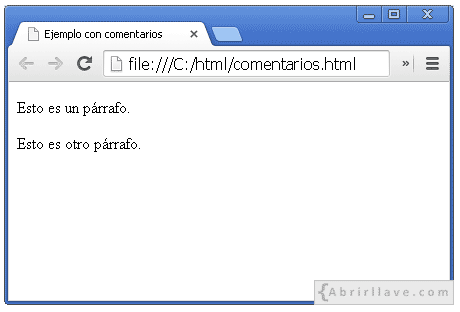 Ejemplo con comentarios
file:///C:/html/comentarios.html
Esto es un párrafo.
Esto es otro párrafo.
{Abrirllave.com